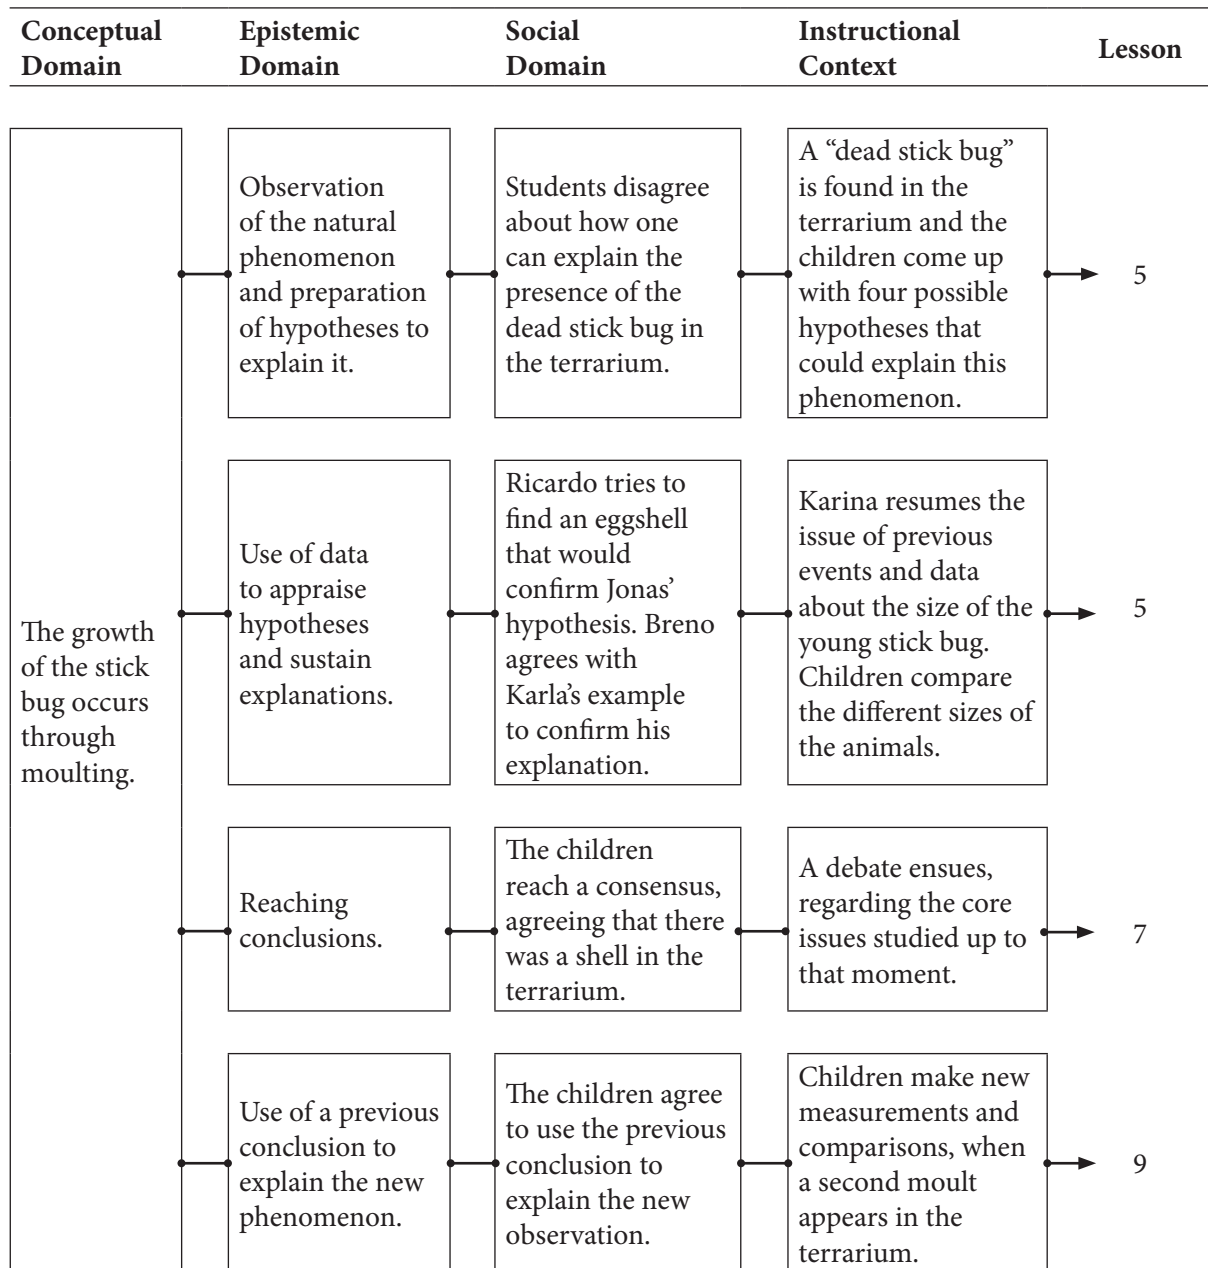 Conceptual
Domain
Epistemic
Domain
Social
Domain
Instructional
Context
Lesson
The growth
of the stick
bug occurs
through
moulting.
Observation
of the natural
phenomenon
and preparation
of hypotheses to
explain it.
Students disagree
about how one
can explain the
presence of the
dead stick bug in
the terrarium.
A “dead stick bug”
is found in the
terrarium and the
children come up
with four possible
hypotheses that
could explain this
phenomenon.
5
Use of data
to appraise
hypotheses
and sustain
explanations.
Ricardo tries to
find an eggshell
that would
confirm Jonas’
hypothesis. Breno
agrees with
Karla’s example
to confirm his
explanation.
Karina resumes the
issue of previous
events and data
about the size of the
young stick bug.
Children compare
the different sizes of
the animals.
5
Reaching
conclusions.
The children
reach a consensus,
agreeing that there
was a shell in the
terrarium.
A debate ensues,
regarding the core
issues studied up to
that moment.
7
Use of a previous
conclusion to
explain the new
phenomenon.
The children agree
to use the previous
conclusion to
explain the new
observation.
Children make new
measurements and
comparisons, when
a second moult
appears in the
terrarium.
9